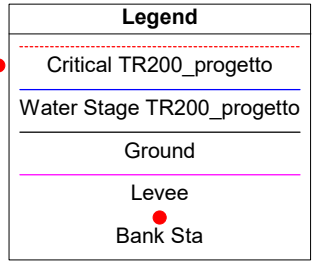 Legend
Critical TR200_progetto
Water Stage TR200_progetto
Ground
Levee
Bank Sta